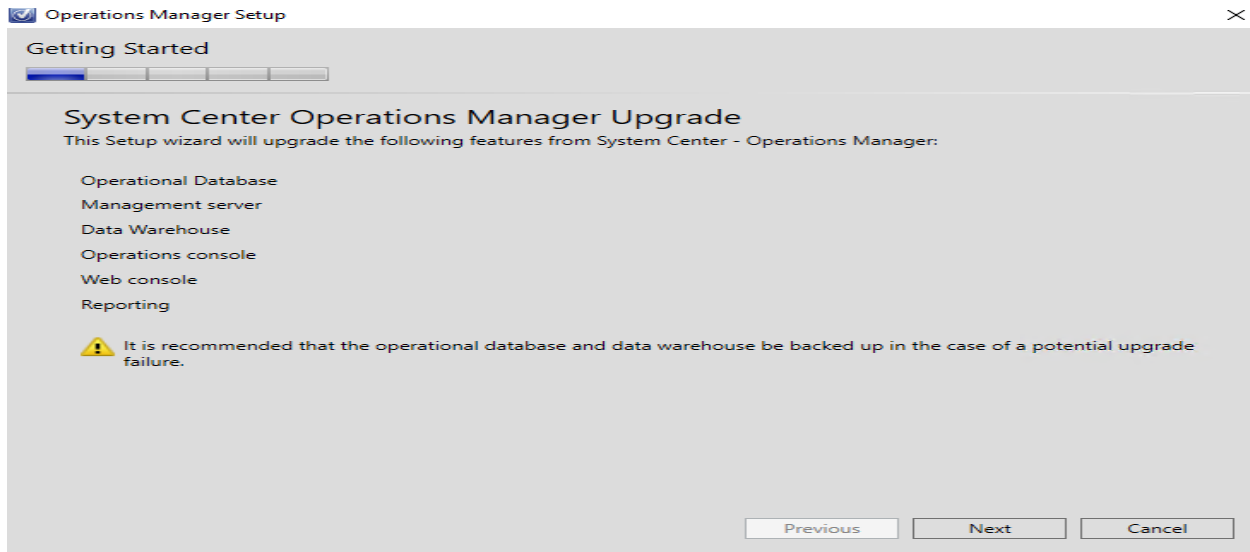 Operations Manager Setup
Getting Started
System Center Operations Manager Upgrade
This Setup wizard will upgrade the following features from System Center - Operations Manager:
Operational Database
Management server
Data Warehouse
Operations console
Web console
Reporting
It is recommended that the operational database and data warehouse be backed up in the case of a potential upgrade
failure.
Previous
Next
Cancel